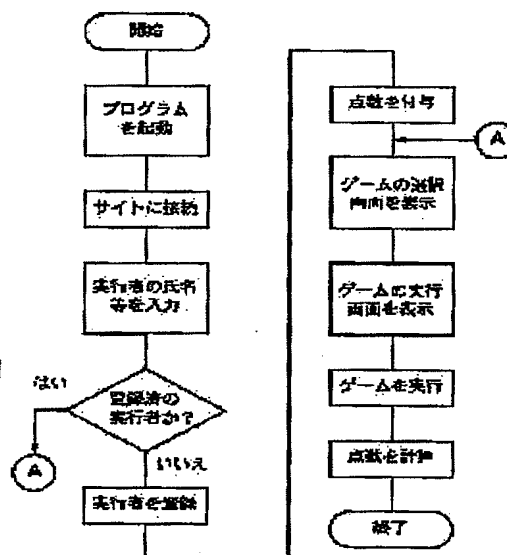 開始
プログラム
を起動
サイトに接続
実行者の氏名
等を入力
登録済の
実行者か?
はい
A
いいえ
実行者を登録
点数を付与
A
ゲームの選択
画面を表示
ゲームの実行
画面を表示
ゲームを実行
点数を計算
終了